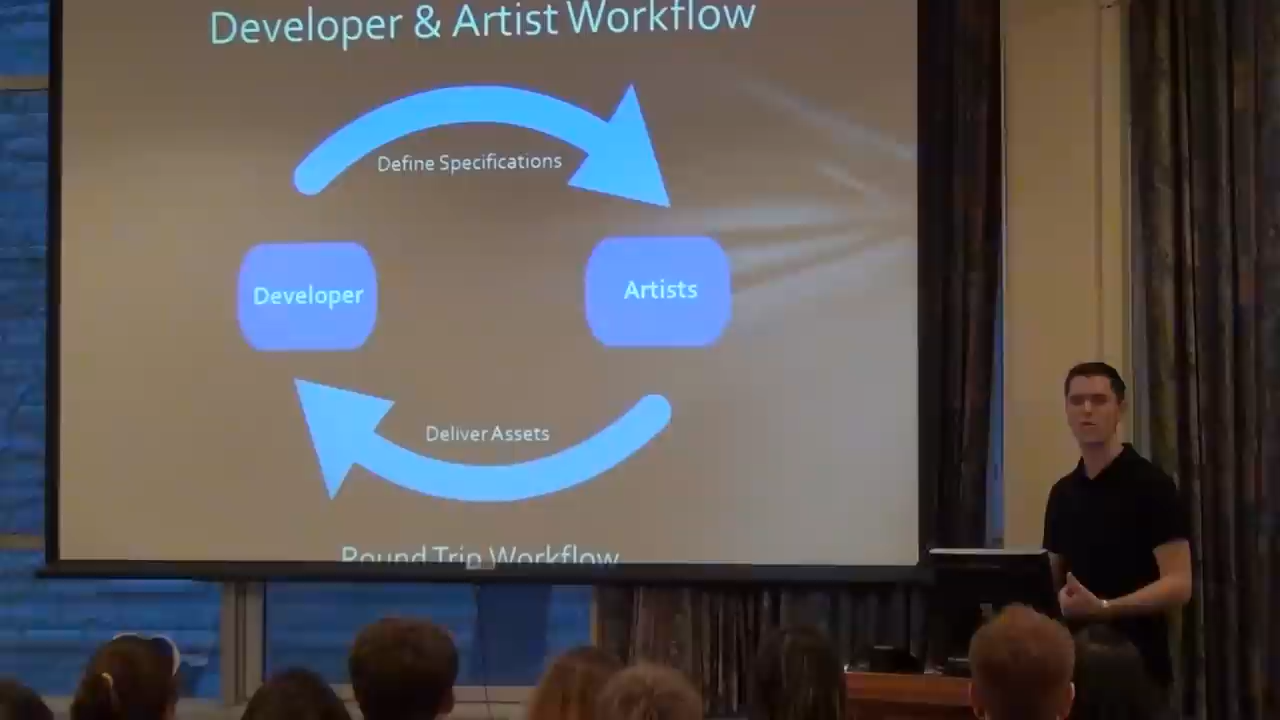 Developer & Artist Workflow
Define Specifications
Developer
Artists
Deliver Assets
Round Trip Workflow